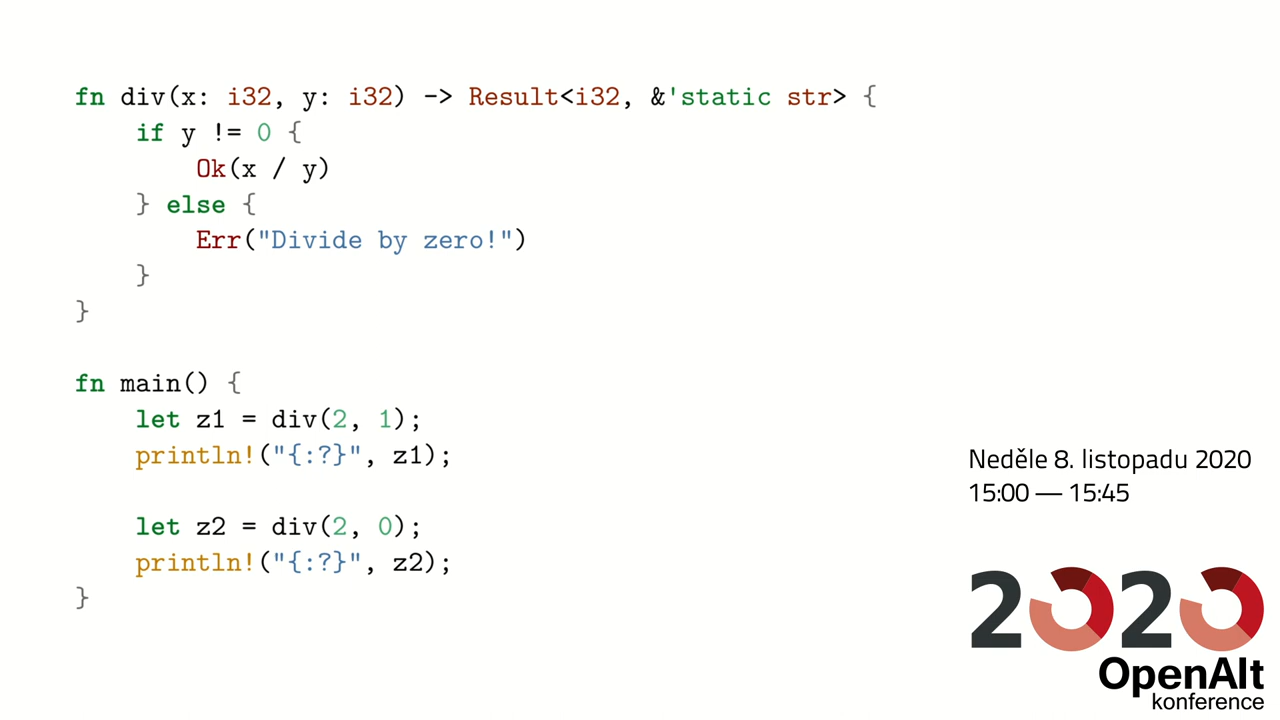 fn div(x: i32, y: i32) -> Result<i32, &'static str> {
    if y != 0 {
        Ok(x / y)
    } else {
        Err("Divide by zero!")
    }
}
fn main() {
    let z1 = div(2, 1);
    println!("{:?}", z1);
    let z2 = div(2, 0);
    println!("{:?}", z2);
}
Neděle 8. listopadu 2020
15:00 — 15:45
2020
OpenAlt
konference